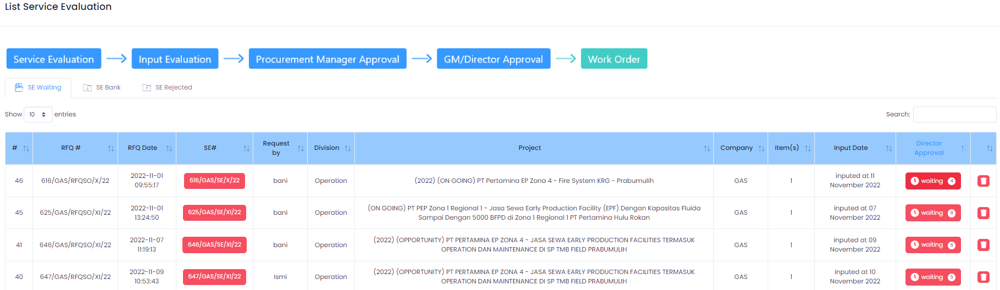 List Service Evaluation
Service Evaluation
Input Evaluation
Procurement Manager Approval
GM/Director Approval
Work Order
SE Waiting
SE Bank
SE Rejected
Show 10 entries
Search:
#
RFQ #
RFQ Date
SE#
Request
by
Division
Project
Company
Item(s)
Input Date
Director
Approval
46
616/GAS/RFQSO/X/22
2022-11-01
09:55:17
616/GAS/SE/X/22
bani
Operation
(2022) (ON GOING) PT Pertamina EP Zona 4 - Fire System KRG - Prabumulih
GAS
1
inputed at 11
November 2022
waiting 4
45
625/GAS/RFQSO/XI/22
2022-11-01
13:24:50
625/GAS/SE/XI/22
bani
Operation
(ON GOING) PT PEP Zona 1 Regional 1 - Jasa Sewa Early Production Facility (EPF) Dengan Kapasitas Fluida
Sampai Dengan 5000 BFPD di Zona 1 Regional 1 PT Pertamina Hulu Rokan
GAS
1
inputed at 07
November 2022
waiting 8
41
646/GAS/RFQSO/XI/22
2022-11-07
11:19:13
646/GAS/SE/XI/22
bani
Operation
(2022) (OPPORTUNITY) PT PERTAMINA EP ZONA 4 - JASA SEWA EARLY PRODUCTION FACILITIES TERMASUK
OPERATION DAN MAINTENANCE DI SP TMB FIELD PRABUMULIH
GAS
1
inputed at 09
November 2022
waiting 6
40
647/GAS/RFQSO/XI/22
2022-11-09
10:53:43
647/GAS/SE/XI/22
Ismi
Operation
(2022) (OPPORTUNITY) PT PERTAMINA EP ZONA 4 - JASA SEWA EARLY PRODUCTION FACILITIES TERMASUK
OPERATION DAN MAINTENANCE DI SP TMB FIELD PRABUMULIH
GAS
1
inputed at 10
November 2022
waiting 5